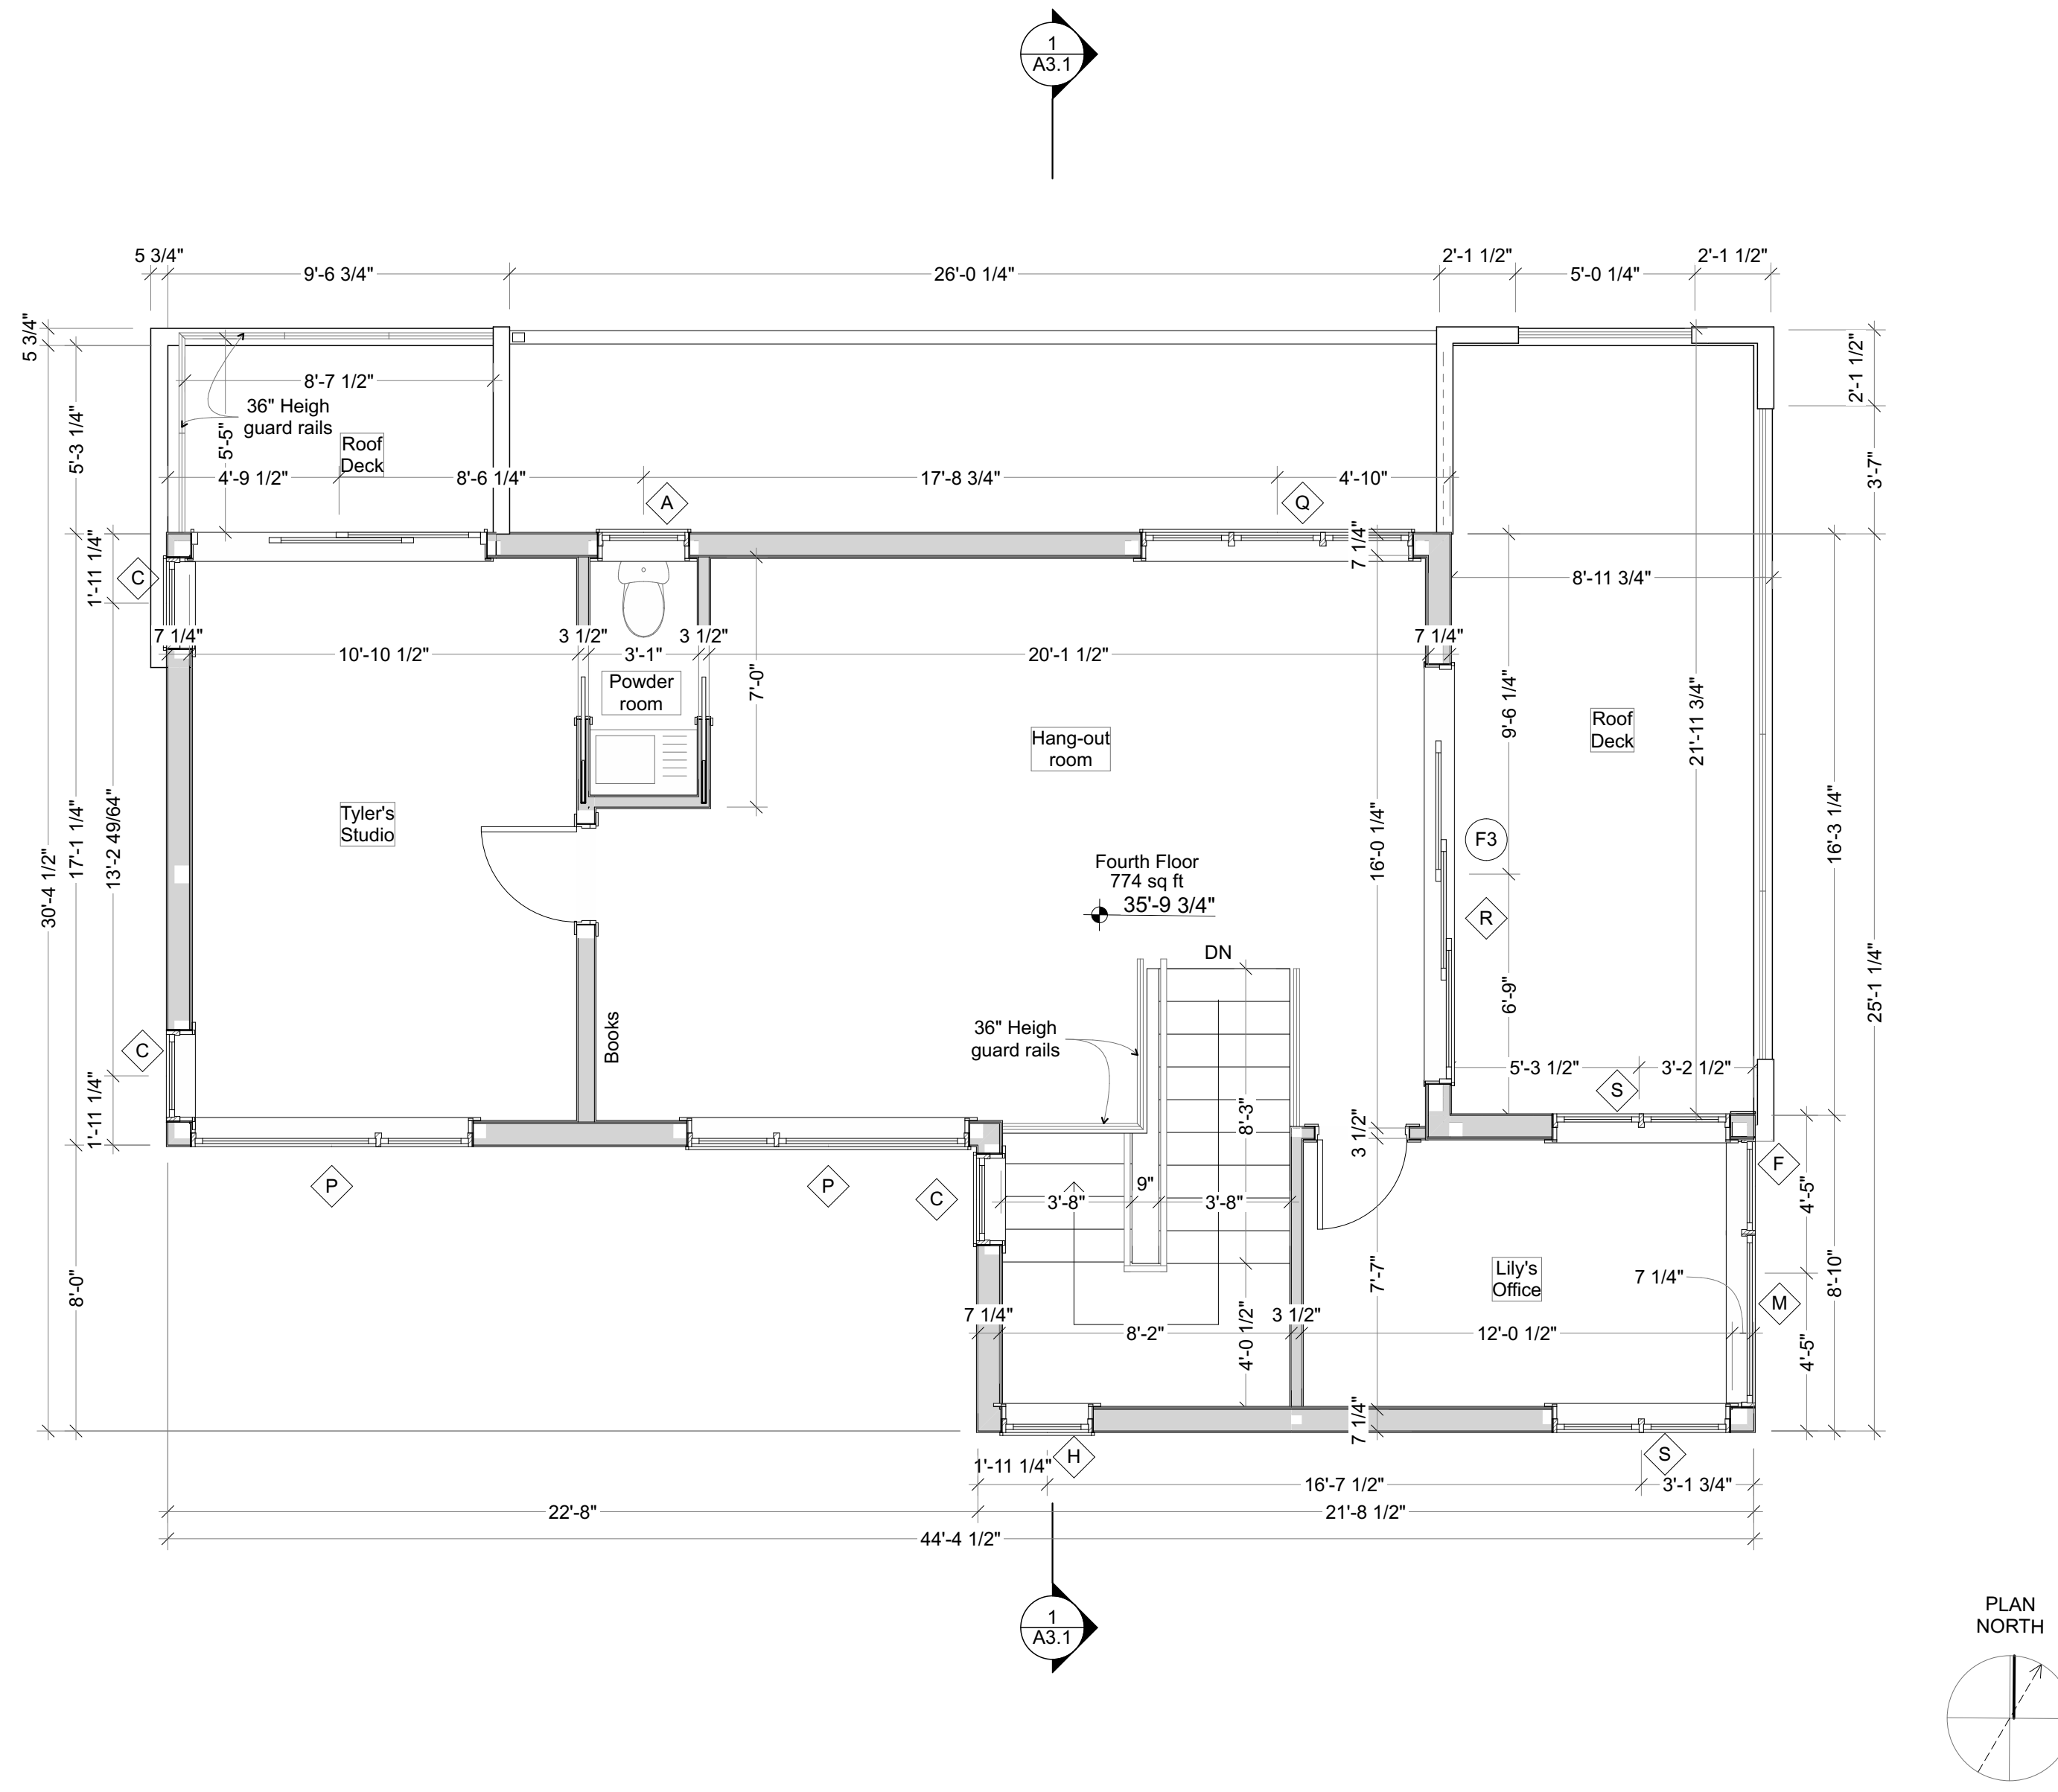 1
A3.1
5 3/4"
9'-6 3/4"
26'-0 1/4"
2'-1 1/2"
5'-0 1/4"
2'-1 1/2"
5 3/4"
5'-3 1/4"
2'-1 1/2"
3'-7"
8'-7 1/2"
36" Heigh
guard rails
Roof
Deck
5'-5"
4'-9 1/2"
8'-6 1/4"
17'-8 3/4"
4'-10"
A
Q
1'-11 1/4"
C
7 1/4"
8'-11 3/4"
7 1/4"
3 1/2"
3 1/2"
7 1/4"
10'-10 1/2"
3'-1"
20'-1 1/2"
Powder
room
7'-0"
Hang-out
room
9'-6 1/4"
21'-11 3/4"
Roof
Deck
Tyler's
Studio
30'-4 1/2"
17'-1 1/4"
13'-2 49/64"
16'-0 1/4"
F3
16'-3 1/4"
Fourth Floor
774 sq ft
35'-9 3/4"
R
DN
6'-9"
25'-1 1/4"
Books
36" Heigh
guard rails
C
1'-11 1/4"
5'-3 1/2"
3'-2 1/2"
S
8'-3"
3 1/2"
P
P
C
9"
3'-8"
3'-8"
F
4'-5"
8'-0"
7'-7"
Lily's
Office
7 1/4"
M
8'-10"
7 1/4"
3 1/2"
8'-2"
4'-0 1/2"
12'-0 1/2"
4'-5"
7 1/4"
1'-11 1/4"
H
S
16'-7 1/2"
3'-1 3/4"
22'-8"
21'-8 1/2"
44'-4 1/2"
1
A3.1
PLAN
NORTH